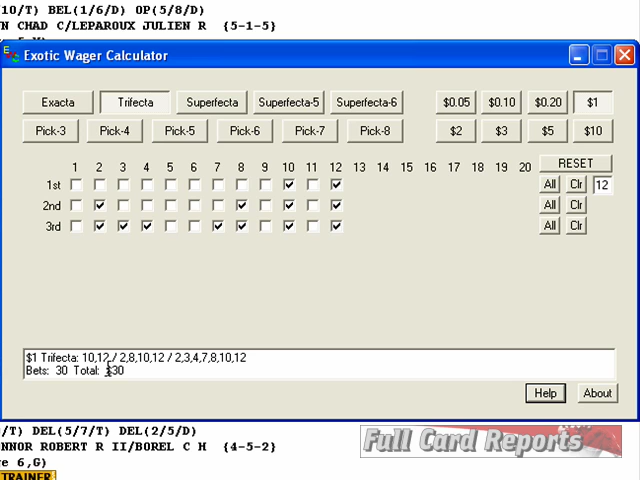 10/T) BEL(1/6/D) OP(5/8/D)
N CHAD C/LEPAROUX JULIEN R {5-1-5}
Exotic Wager Calculator
Exacta Trifecta Superfecta Superfecta-5 Superfecta-6 $0.05 $0.10 $0.20 $1
Pick-3 Pick-4 Pick-5 Pick-6 Pick-7 Pick-8 $2 $3 $5 $10
1 2 3 4 5 6 7 8 9 10 11 12 13 14 15 16 17 18 19 20 RESET
1st All Clr 12
2nd All Clr
3rd All Clr
$1 Trifecta: 10,12 / 2,8,10,12 / 2,3,4,7,8,10,12
Bets: 30 Total: $30
Help About
/T) DEL(5/7/T) DEL(2/5/D)
NNOR ROBERT R II/BOREL C H {4-5-2}
Full Card Reports
e 6,G)
TRAINER